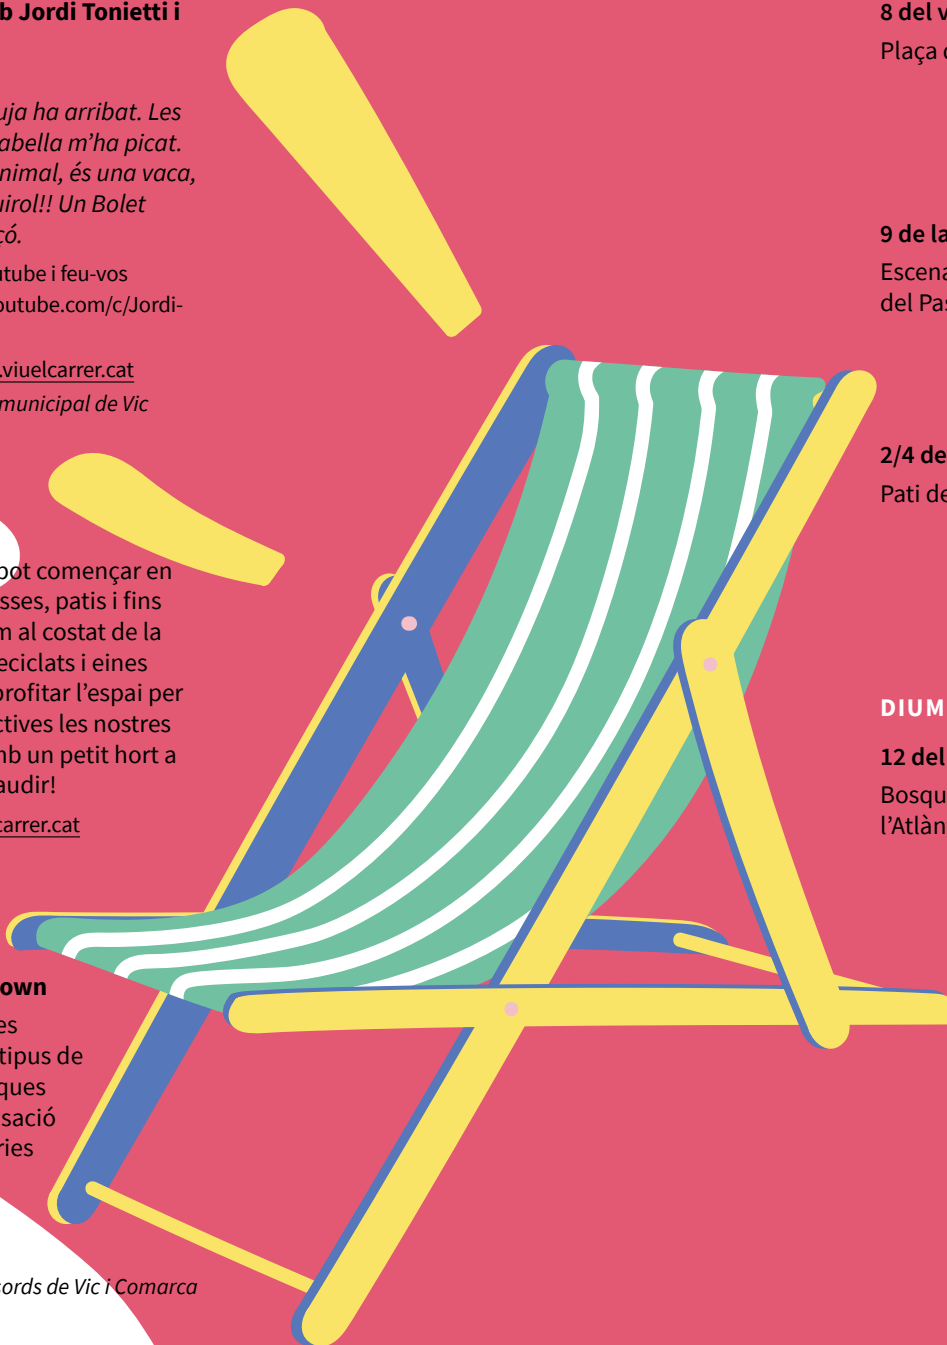 b Jordi Tonietti i
uja ha arribat. Les
abella m’ha picat.
nimal, és una vaca,
uirol!! Un Bolet
çó.
utube i feu-vos
outube.com/c/Jordi-
.viuelcarrer.cat
municipal de Vic
pot començar en
sses, patis i fins
m al costat de la
eciclats i eines
profitar l’espai per
ctives les nostres
mb un petit hort a
audir!
carrer.cat
own
es
tipus de
ques
sació
ries
sords de Vic i Comarca
8 del v
Plaça
9 de la
Escena
del Pas
2/4 de
Pati de
DIUM
12 del
Bosqu
l’Atlàn